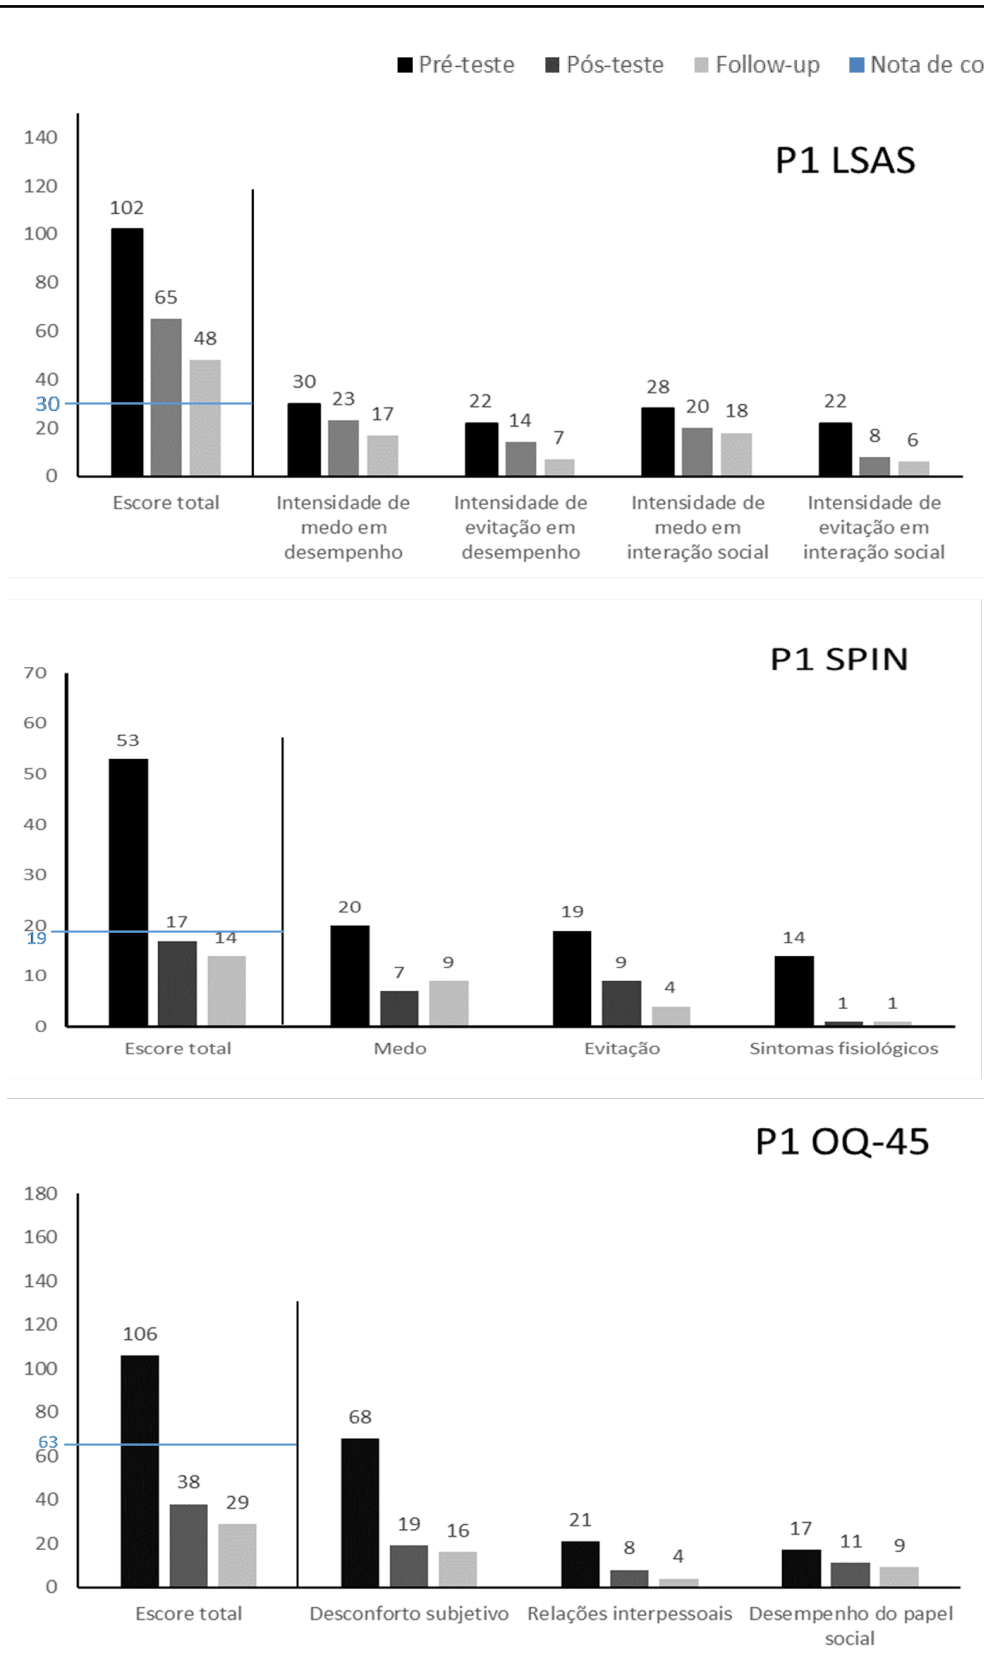 Pré-teste Pós-teste Follow-up Nota de co
P1 LSAS
140
120
100
80
60
40
30
20
0
102
65
48
30
23
17
22
14
7
28
20
18
22
8
6
Escore total
Intensidade de
medo em
desempenho
Intensidade de
evitação em
desempenho
Intensidade de
medo em
interação social
Intensidade de
evitação em
interação social
P1 SPIN
70
60
50
40
30
20
19
10
0
53
17
14
20
7
9
19
9
4
14
1
1
Escore total
Medo
Evitação
Sintomas fisiológicos
P1 OQ-45
180
160
140
120
100
80
63
60
40
20
0
106
38
29
68
19
16
21
8
4
17
11
9
Escore total
Desconforto subjetivo
Relações interpessoais
Desempenho do papel
social